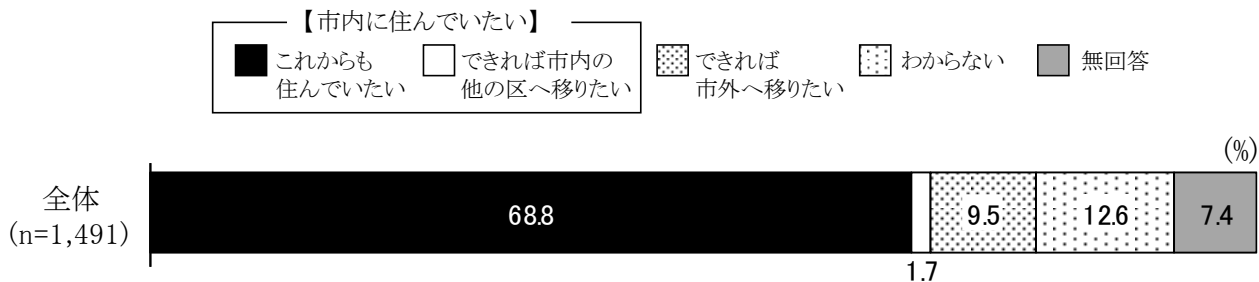 【市内に住んでいたい】
これからも
住んでいたい
できれば市内の
他の区へ移りたい
できれば
市外へ移りたい
わからない
無回答
(%)
全体
(n=1,491)
68.8
1.7
9.5
12.6
7.4